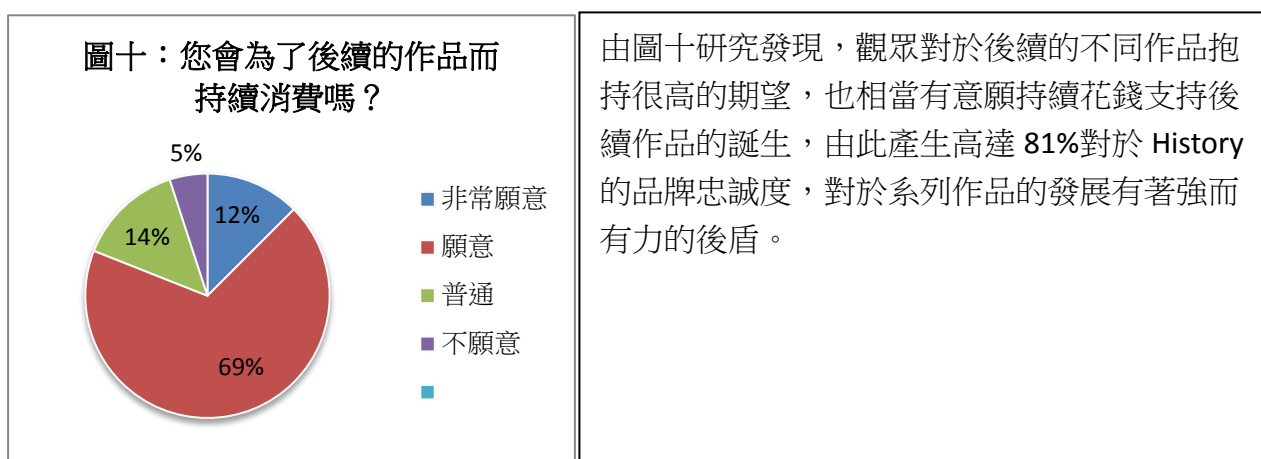 圖十：您會為了後續的作品而
持續消費嗎？
5%
12%
14%
69%
非常願意
願意
普通
不願意
由圖十研究發現，觀眾對於後續的不同作品抱
持很高的期望，也相當有意願持續花錢支持後
續作品的誕生，由此產生高達 81%對於 History
的品牌忠誠度，對於系列作品的發展有著強而
有力的後盾。